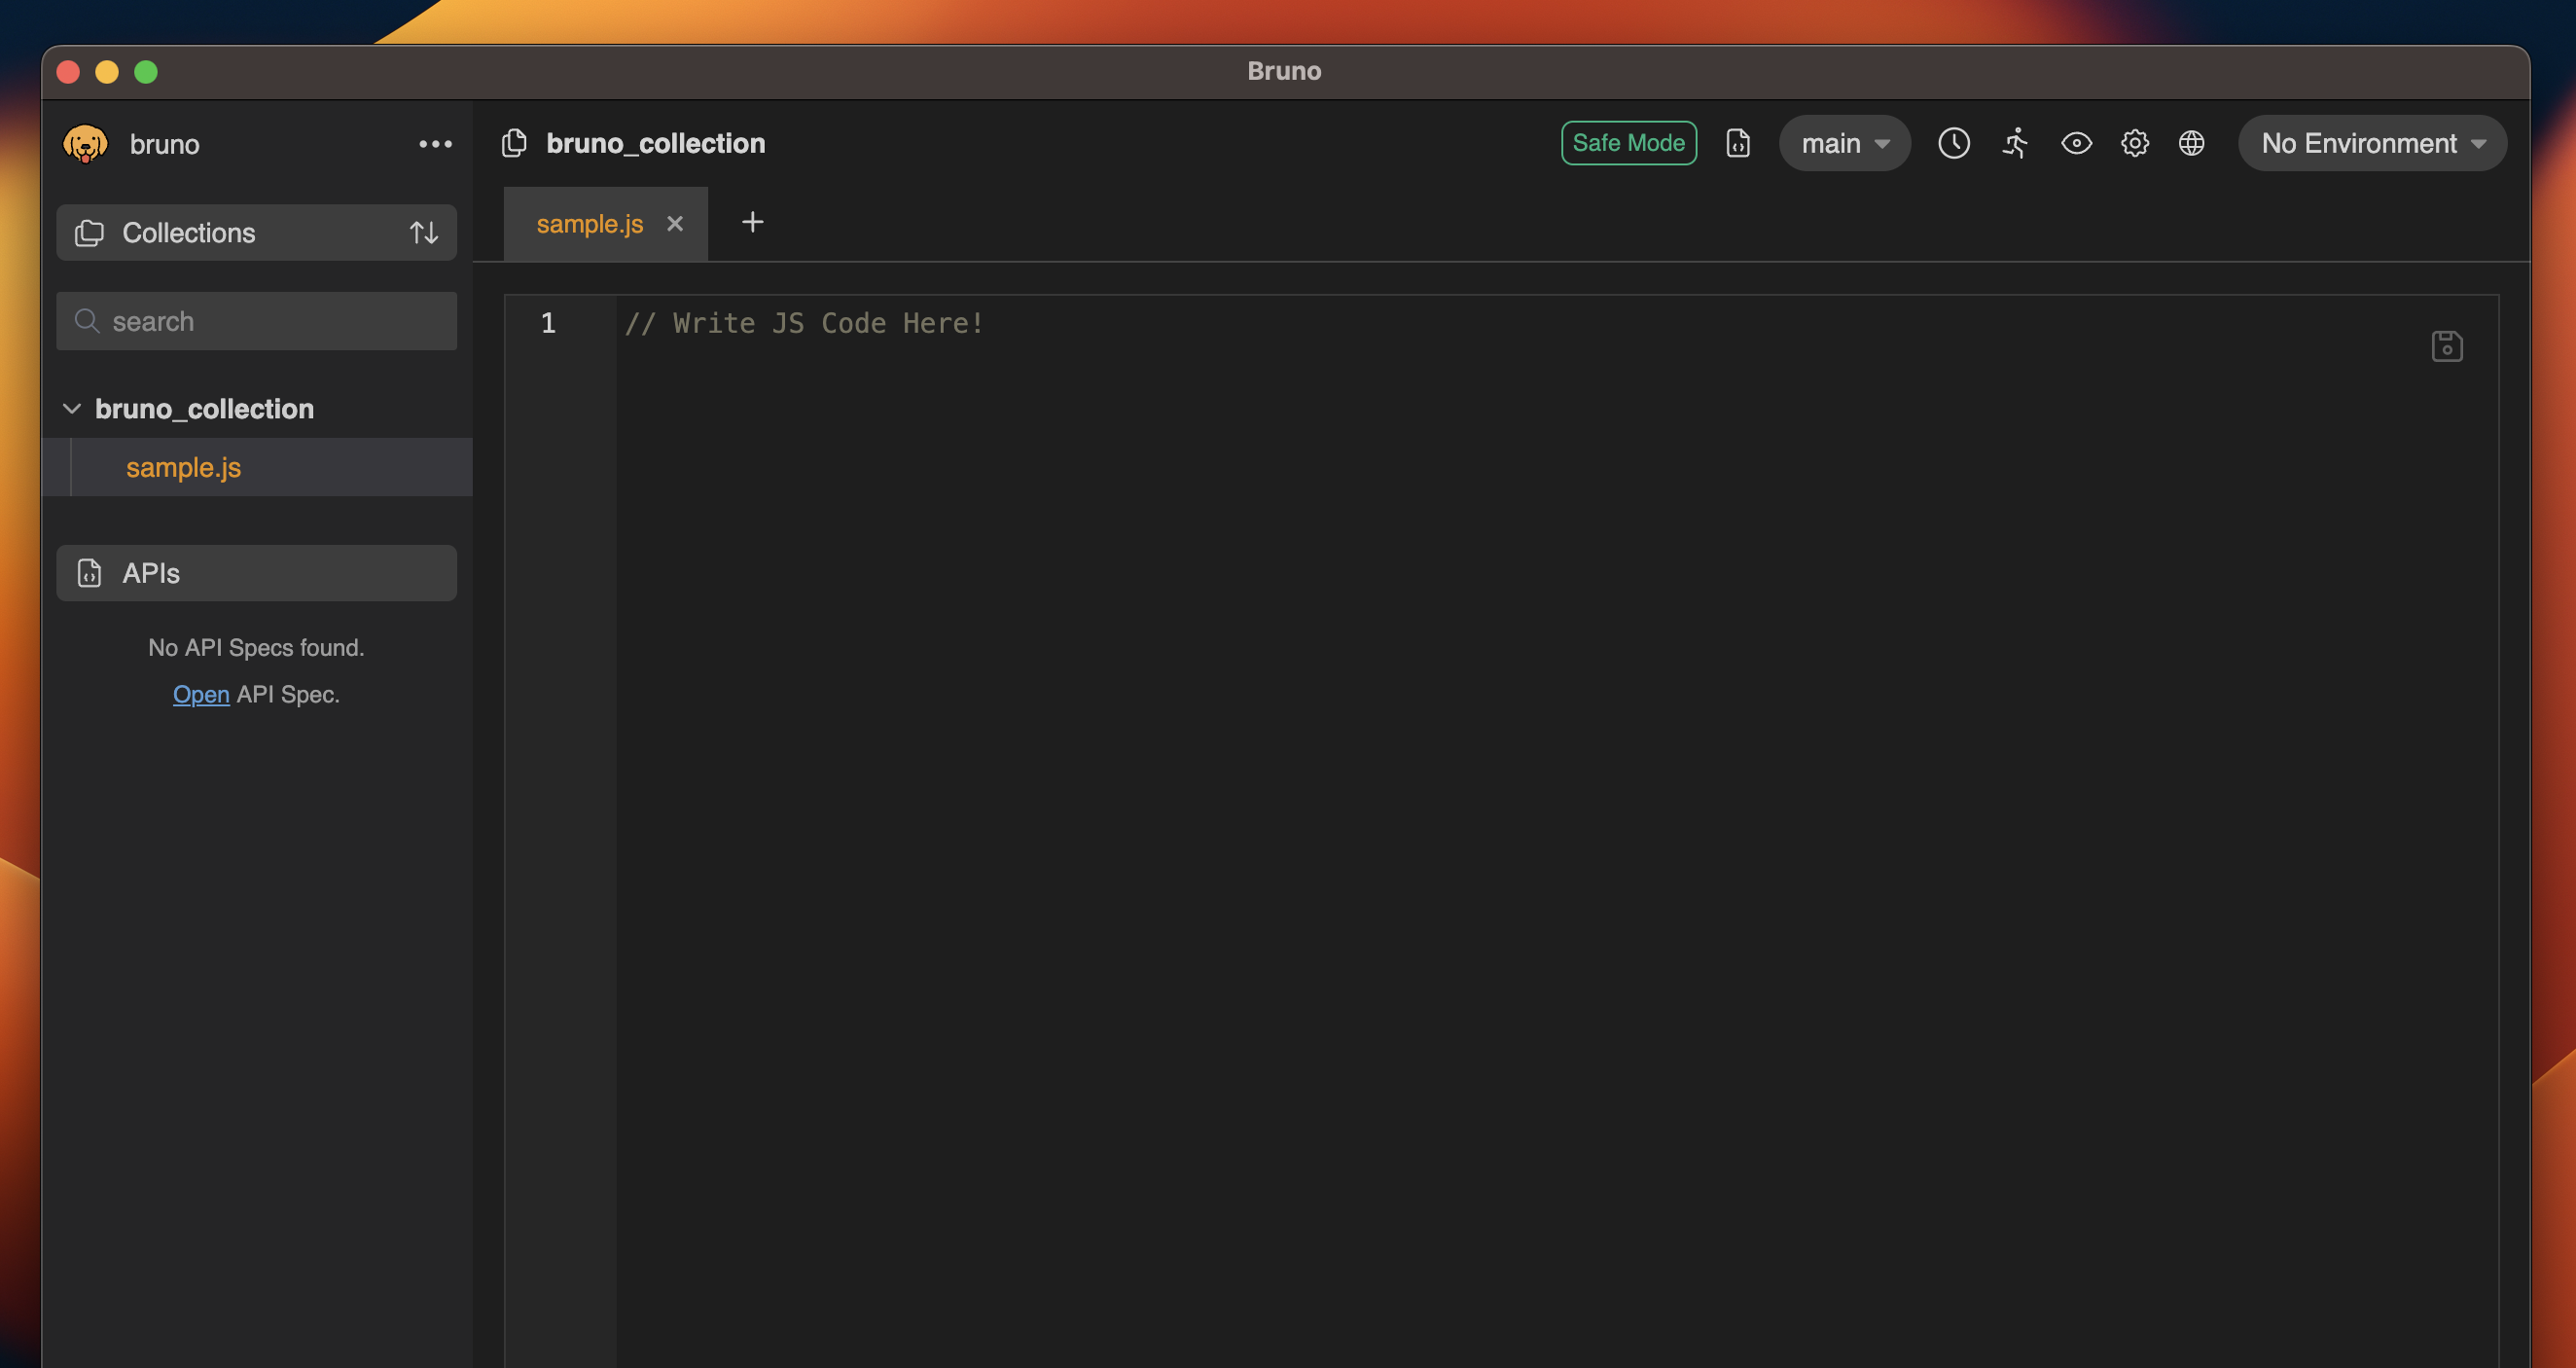 Bruno
bruno
bruno_collection
Safe Mode
main
No Environment
Collections
sample.js
search
1 // Write JS Code Here!
bruno_collection
sample.js
APIs
No API Specs found.
Open API Spec.